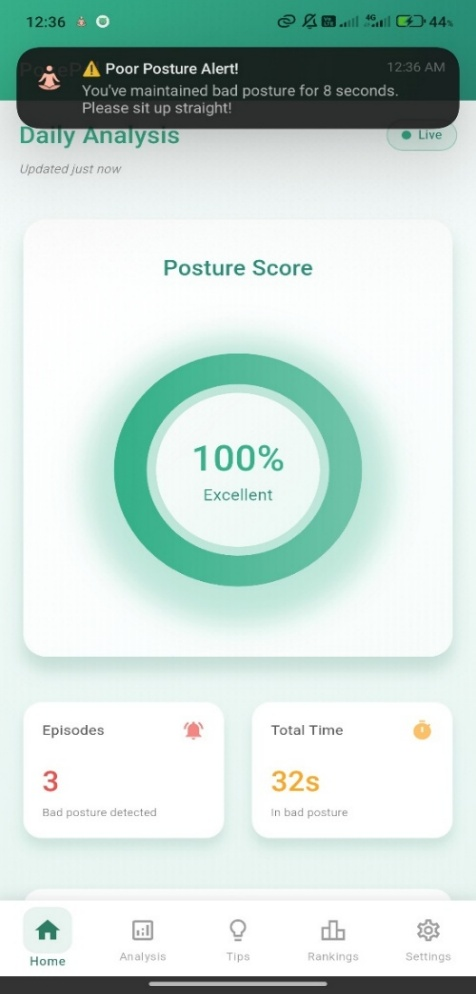 12:36
4G
44%
⚠️ Poor Posture Alert!
12:36 AM
You've maintained bad posture for 8 seconds.
Please sit up straight!
Daily Analysis
Live
Updated just now
Posture Score
100%
Excellent
Episodes
3
Bad posture detected
Total Time
32s
In bad posture
Home
Analysis
Tips
Rankings
Settings